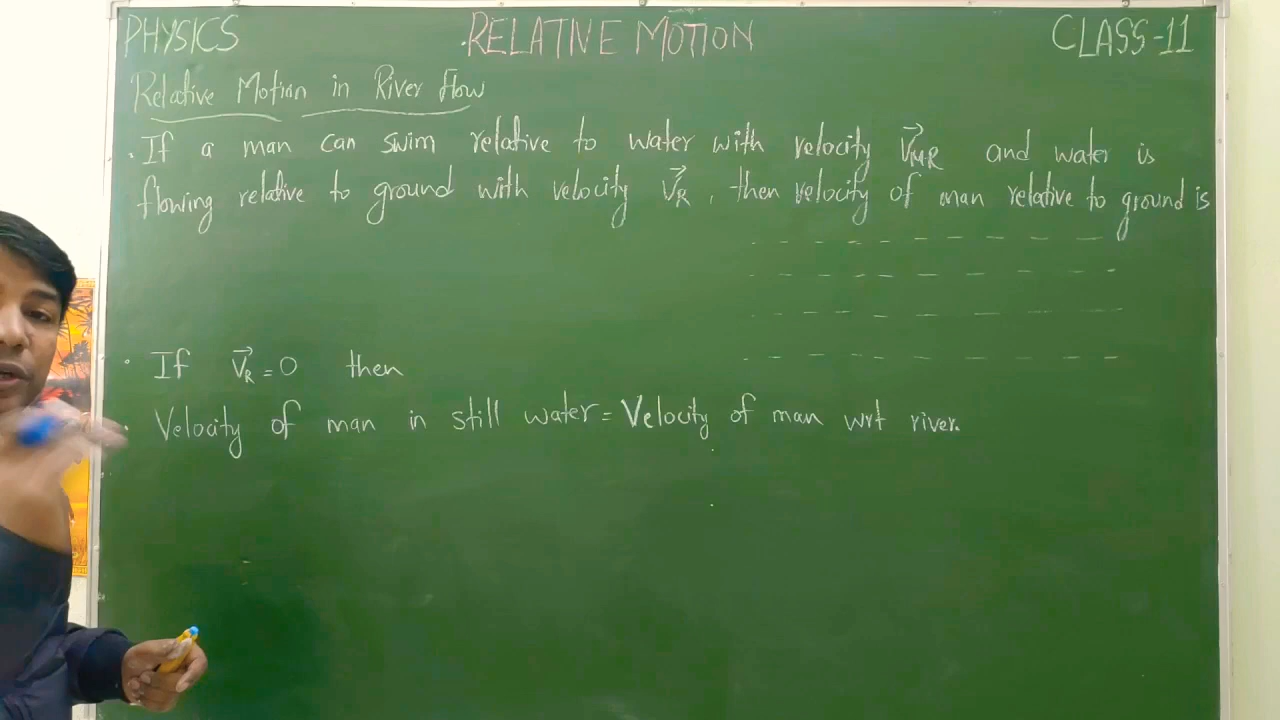 PHYSICS RELATIVE MOTION CLASS-11
Relative Motion in River flow
• If a man can swim relative to water with velocity V⃗MR and water is
flowing relative to ground with velocity V⃗R, then velocity of man relative to ground is
• If V⃗R = 0 then
• Velocity of man in still water = Velocity of man wrt river.